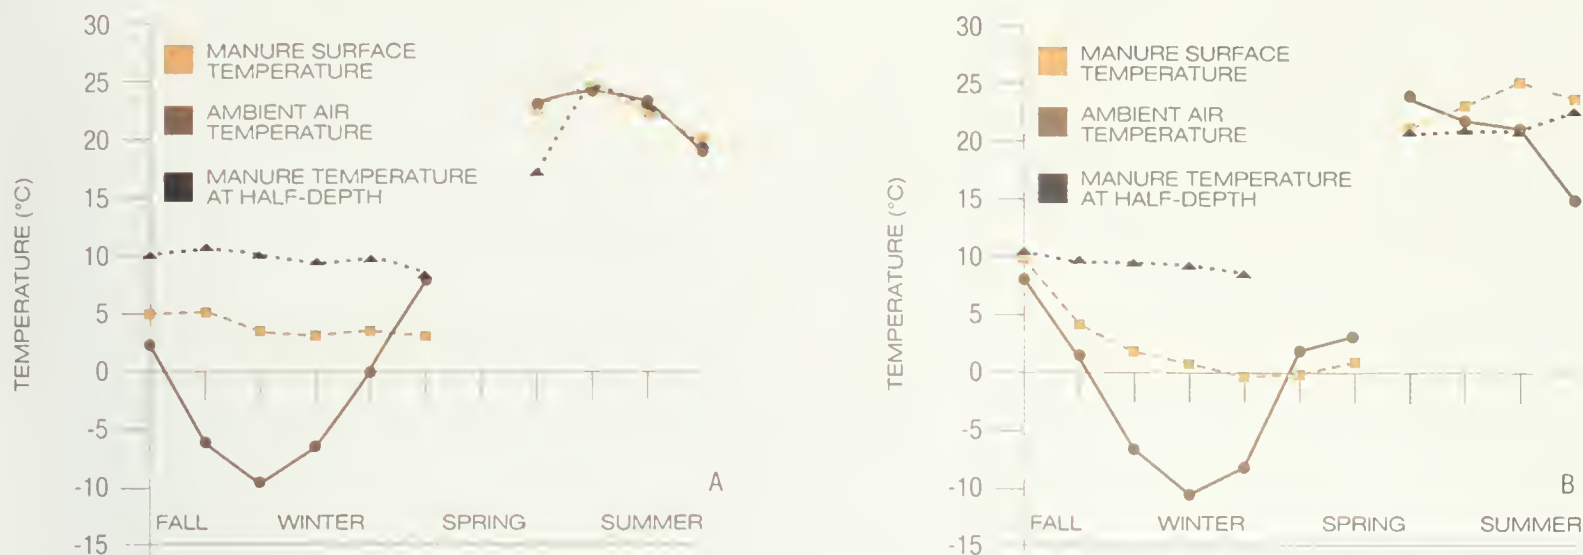 30
25
20
15
10
5
0
-5
-10
-15
TEMPERATURE (°C)
MANURE SURFACE
TEMPERATURE
AMBIENT AIR
TEMPERATURE
MANURE TEMPERATURE
AT HALF-DEPTH
A
FALL WINTER SPRING SUMMER
30
25
20
15
10
5
0
-5
-10
-15
TEMPERATURE (°C)
MANURE SURFACE
TEMPERATURE
AMBIENT AIR
TEMPERATURE
MANURE TEMPERATURE
AT HALF-DEPTH
B
FALL WINTER SPRING SUMMER